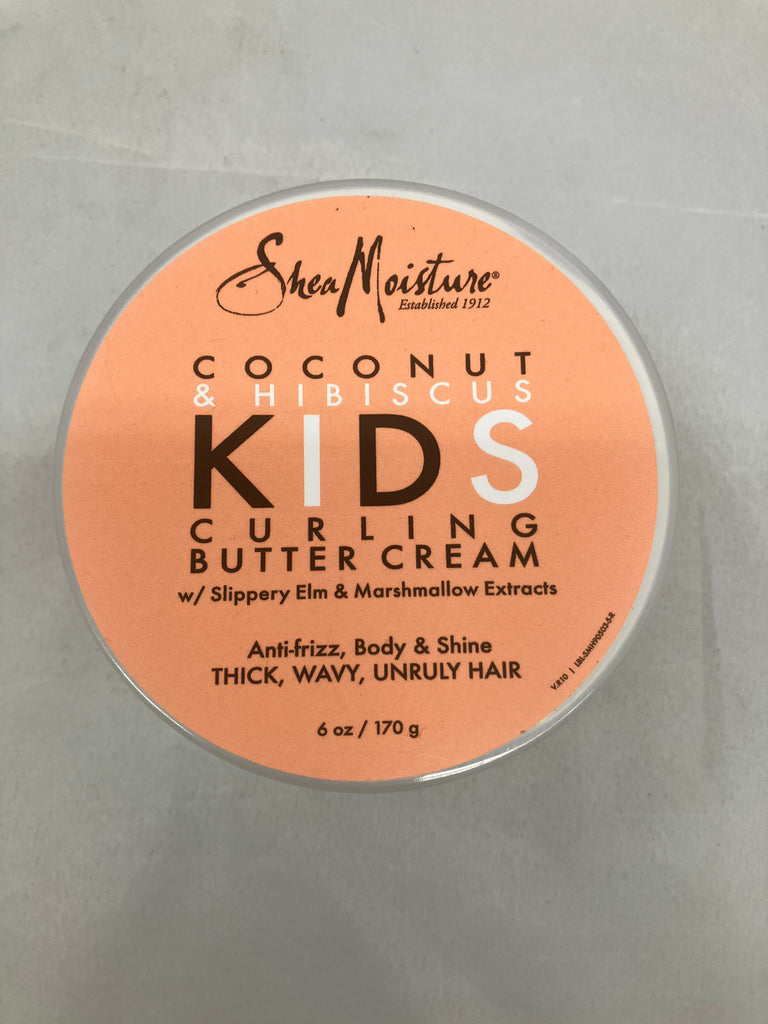 SheaMoisture®
Established 1912
COCONUT
& HIBISCUS
KIDS
CURLING
BUTTER CREAM
w/ Slippery Elm & Marshmallow Extracts
Anti-frizz, Body & Shine
THICK, WAVY, UNRULY HAIR
6 oz / 170 g